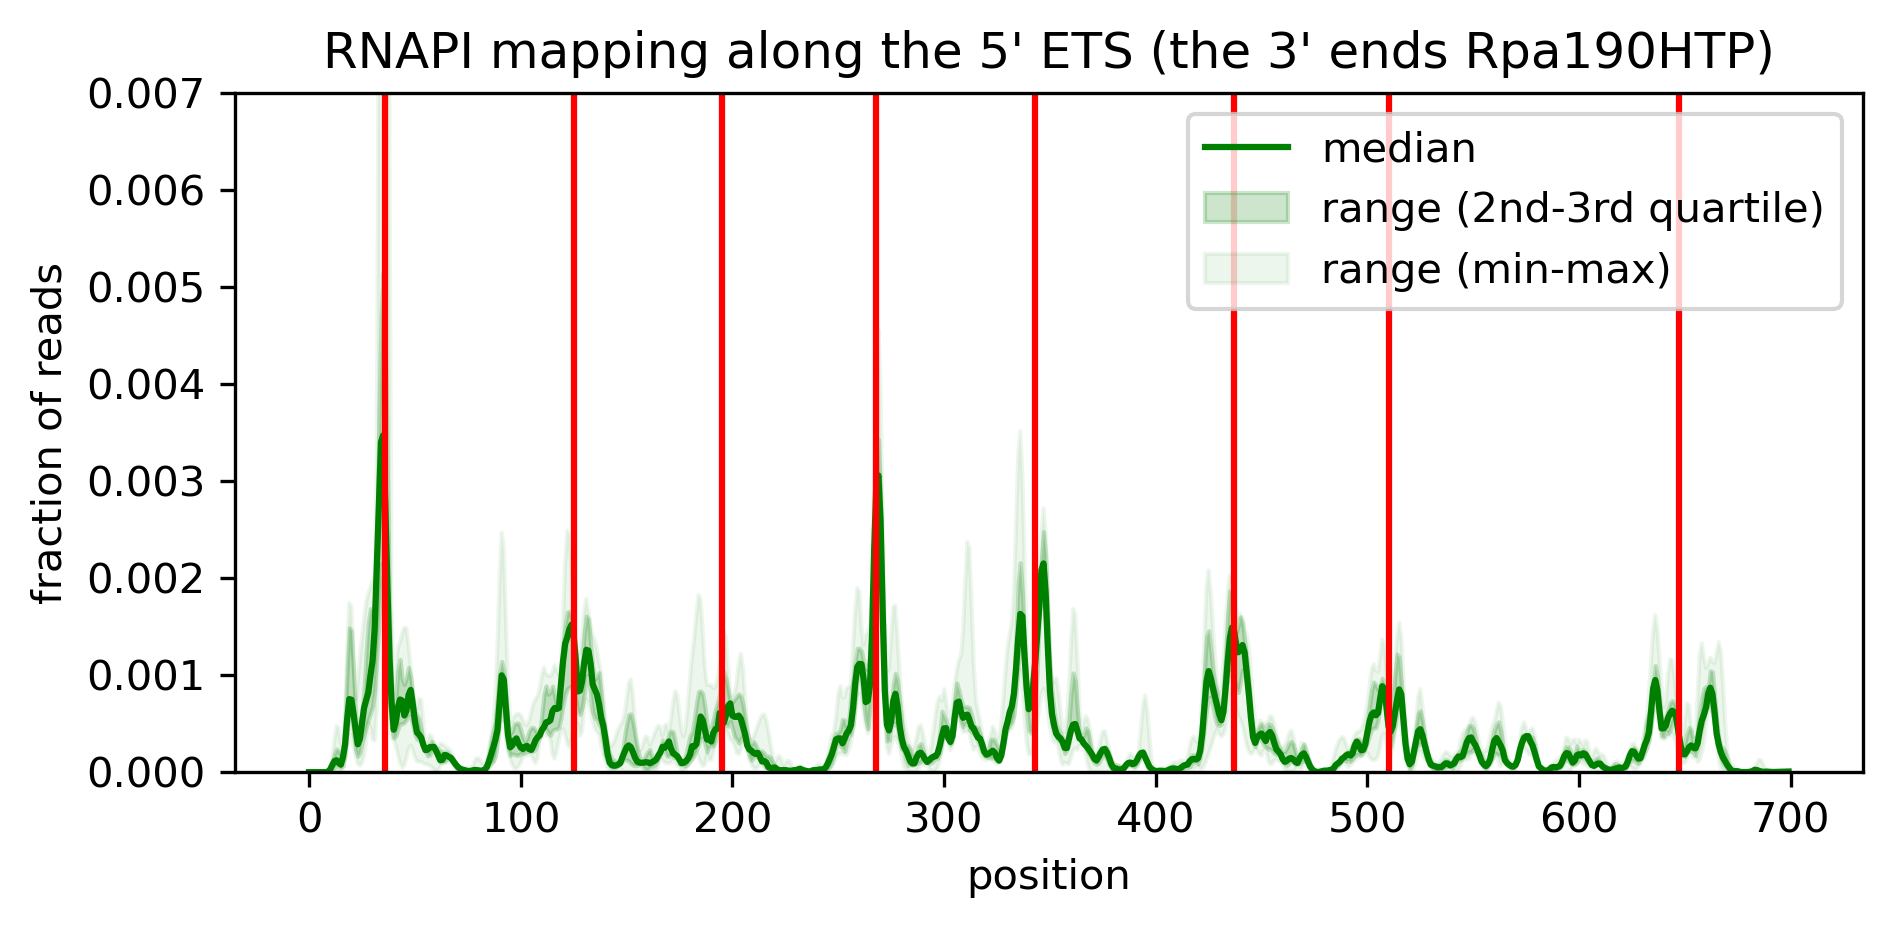 RNAPI mapping along the 5' ETS (the 3' ends Rpa190HTP)
0.007
0.006
0.005
0.004
0.003
0.002
0.001
0.000
fraction of reads
median
range (2nd-3rd quartile)
range (min-max)
0 100 200 300 400 500 600 700
position